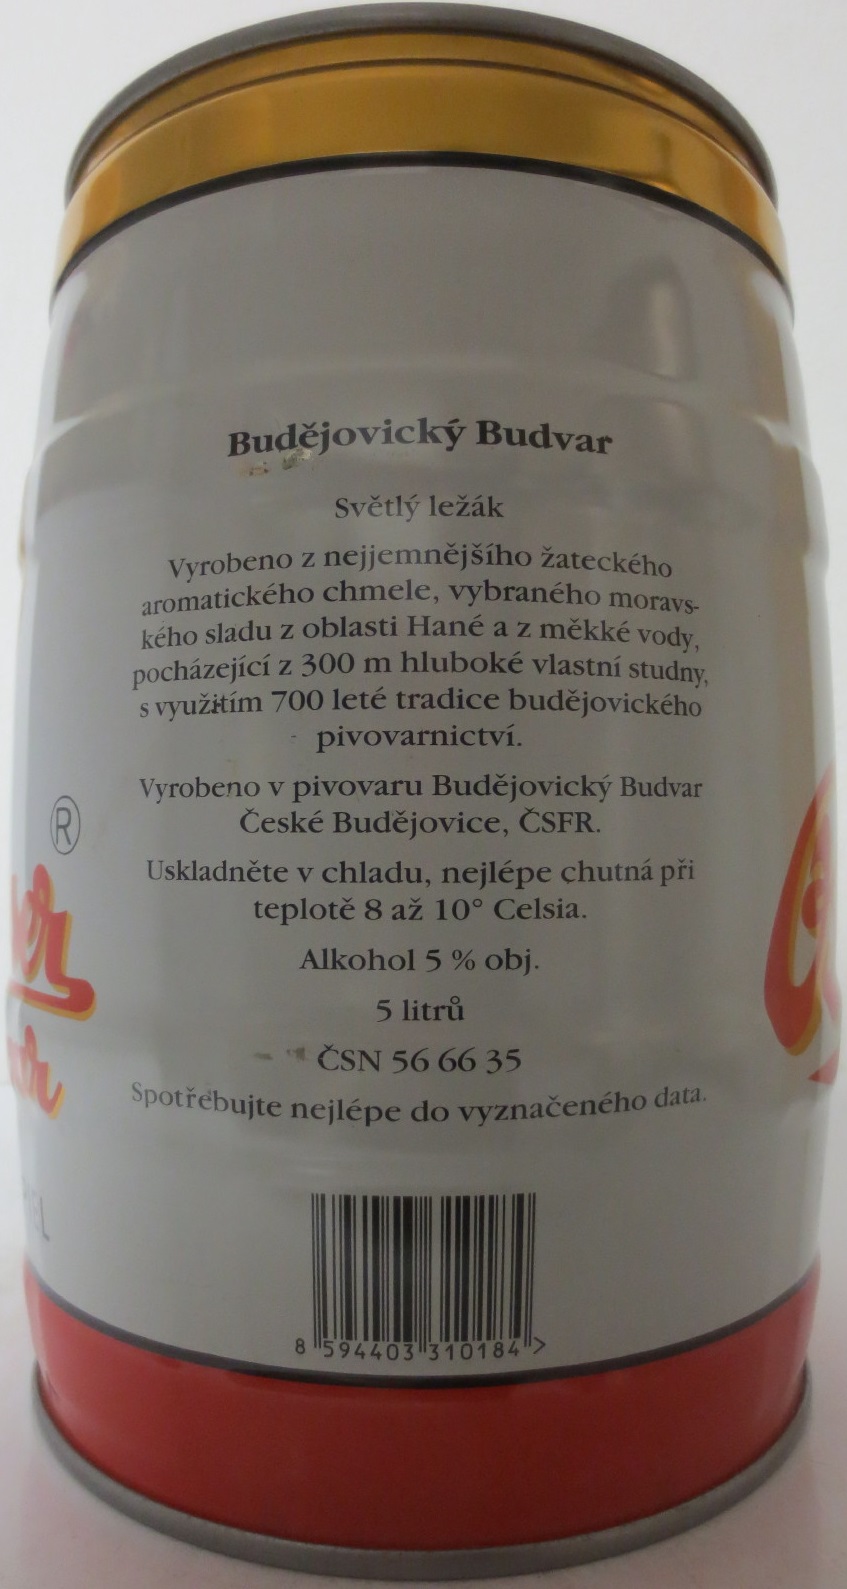 Budějovický Budvar
Světlý ležák
Vyrobeno z nejjemnějšího žateckého
aromatického chmele, vybraného moravs-
kého sladu z oblasti Hané a z měkké vody,
pocházející z 300 m hluboké vlastní studny,
s využitím 700 leté tradice budějovického
pivovarnictví.
Vyrobeno v pivovaru Budějovický Budvar
České Budějovice, ČSFR.
Uskladněte v chladu, nejlépe chutná při
teplotě 8 až 10° Celsia.
Alkohol 5 % obj.
5 litrů
ČSN 56 66 35
Spotřebujte nejlépe do vyznačeného data.
8 594403 310184 >
®